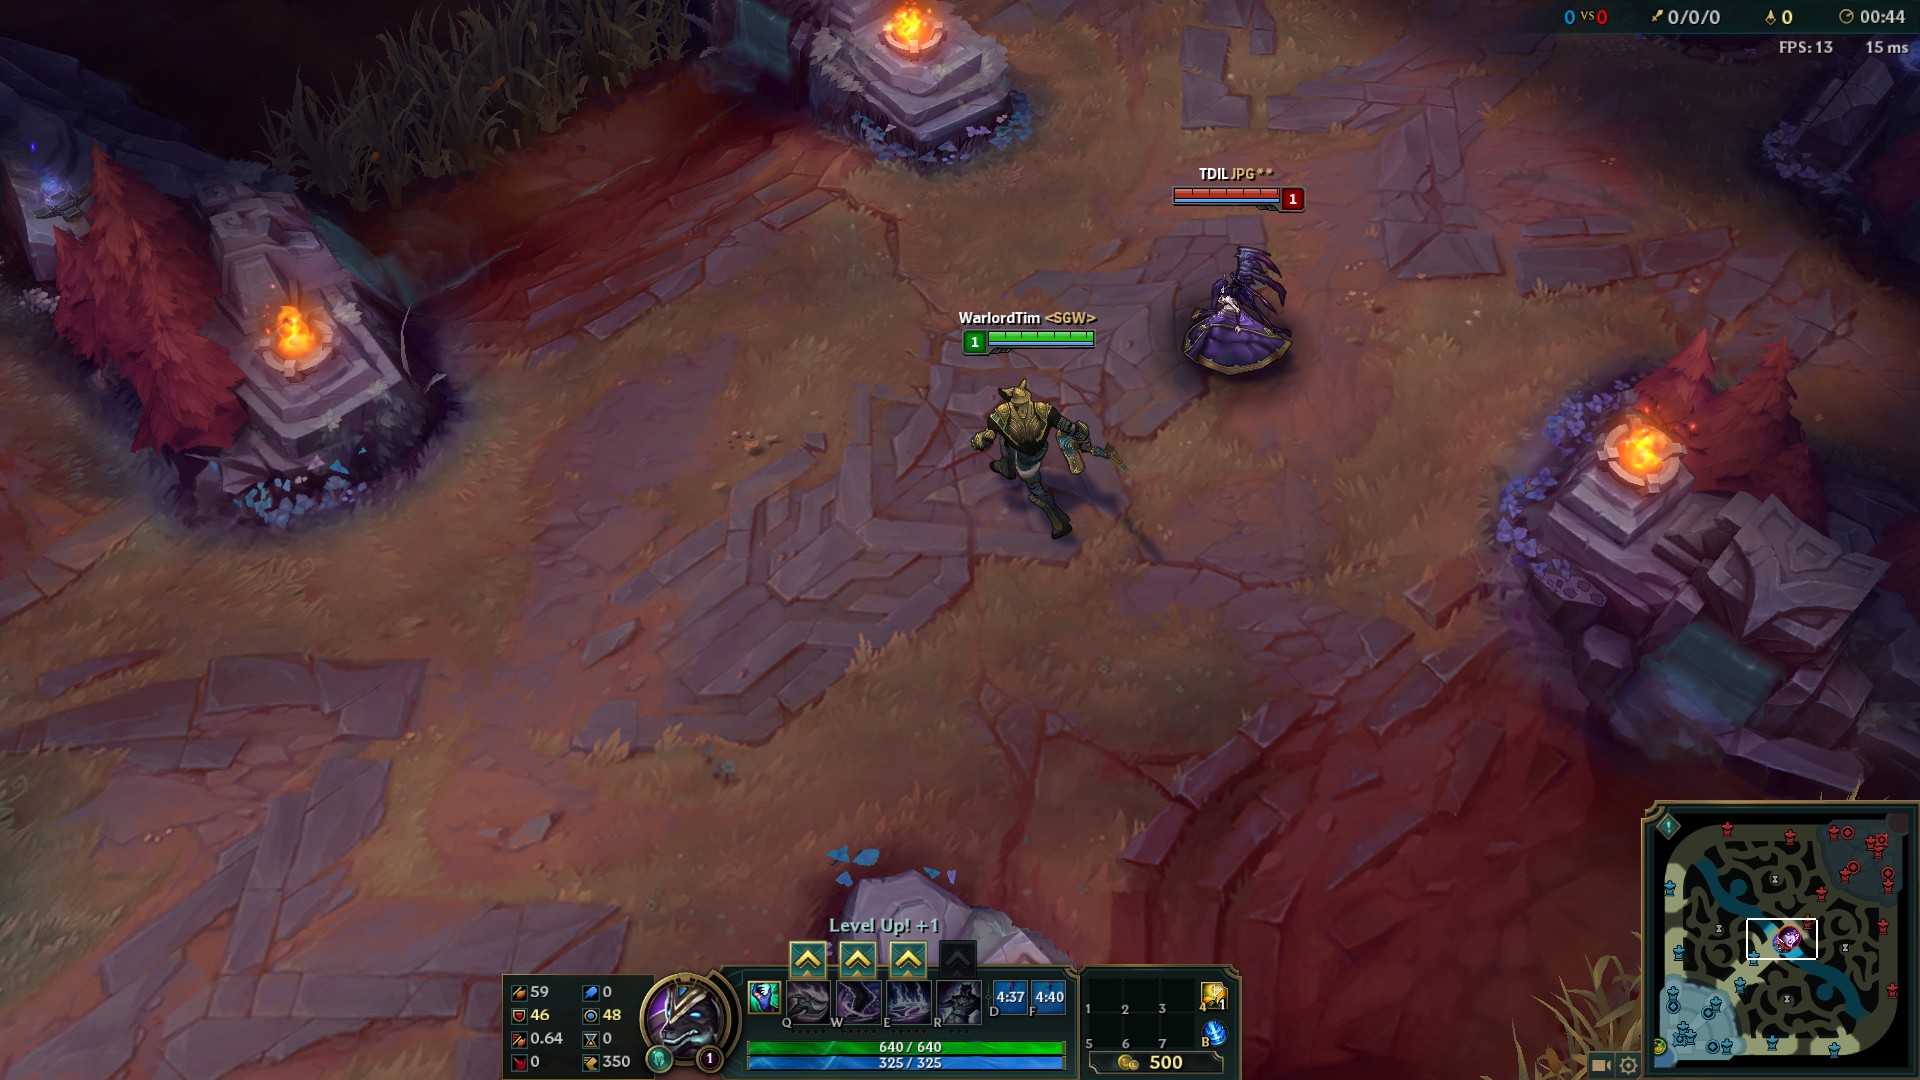 0 VS 0 0/0/0 0 00:44
FPS: 13 15 ms
TDIL JPG**
1
WarlordTim <SGW>
1
Level Up! +1
59 0
46 48
0.64 0
0 350
1
Q W E R
4:37 4:40
D F
640 / 640
325 / 325
1 2 3 4 1
5 6 7 B
500